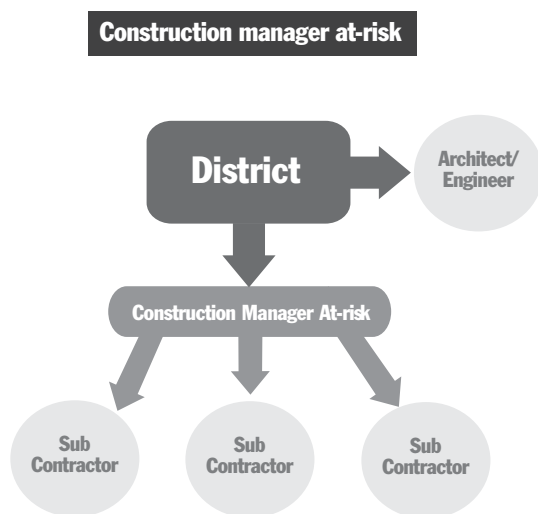 Construction manager at-risk
District
Architect/
Engineer
Construction Manager At-risk
Sub
Contractor
Sub
Contractor
Sub
Contractor